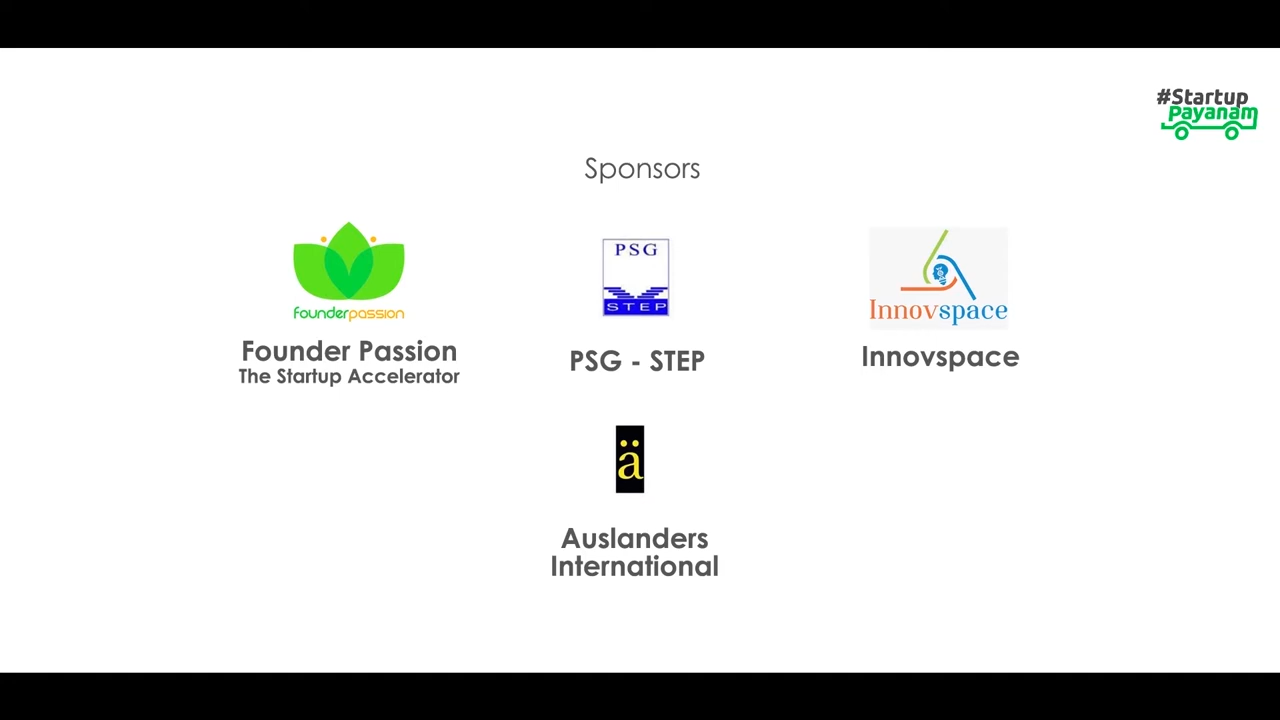 #Startup
Payanam
Sponsors
founderpassion
Founder Passion
The Startup Accelerator
PSG
STEP
PSG - STEP
Innovspace
Innovspace
ä
Auslanders
International